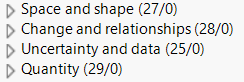 Space and shape (27/0)
Change and relationships (28/0)
Uncertainty and data (25/0)
Quantity (29/0)